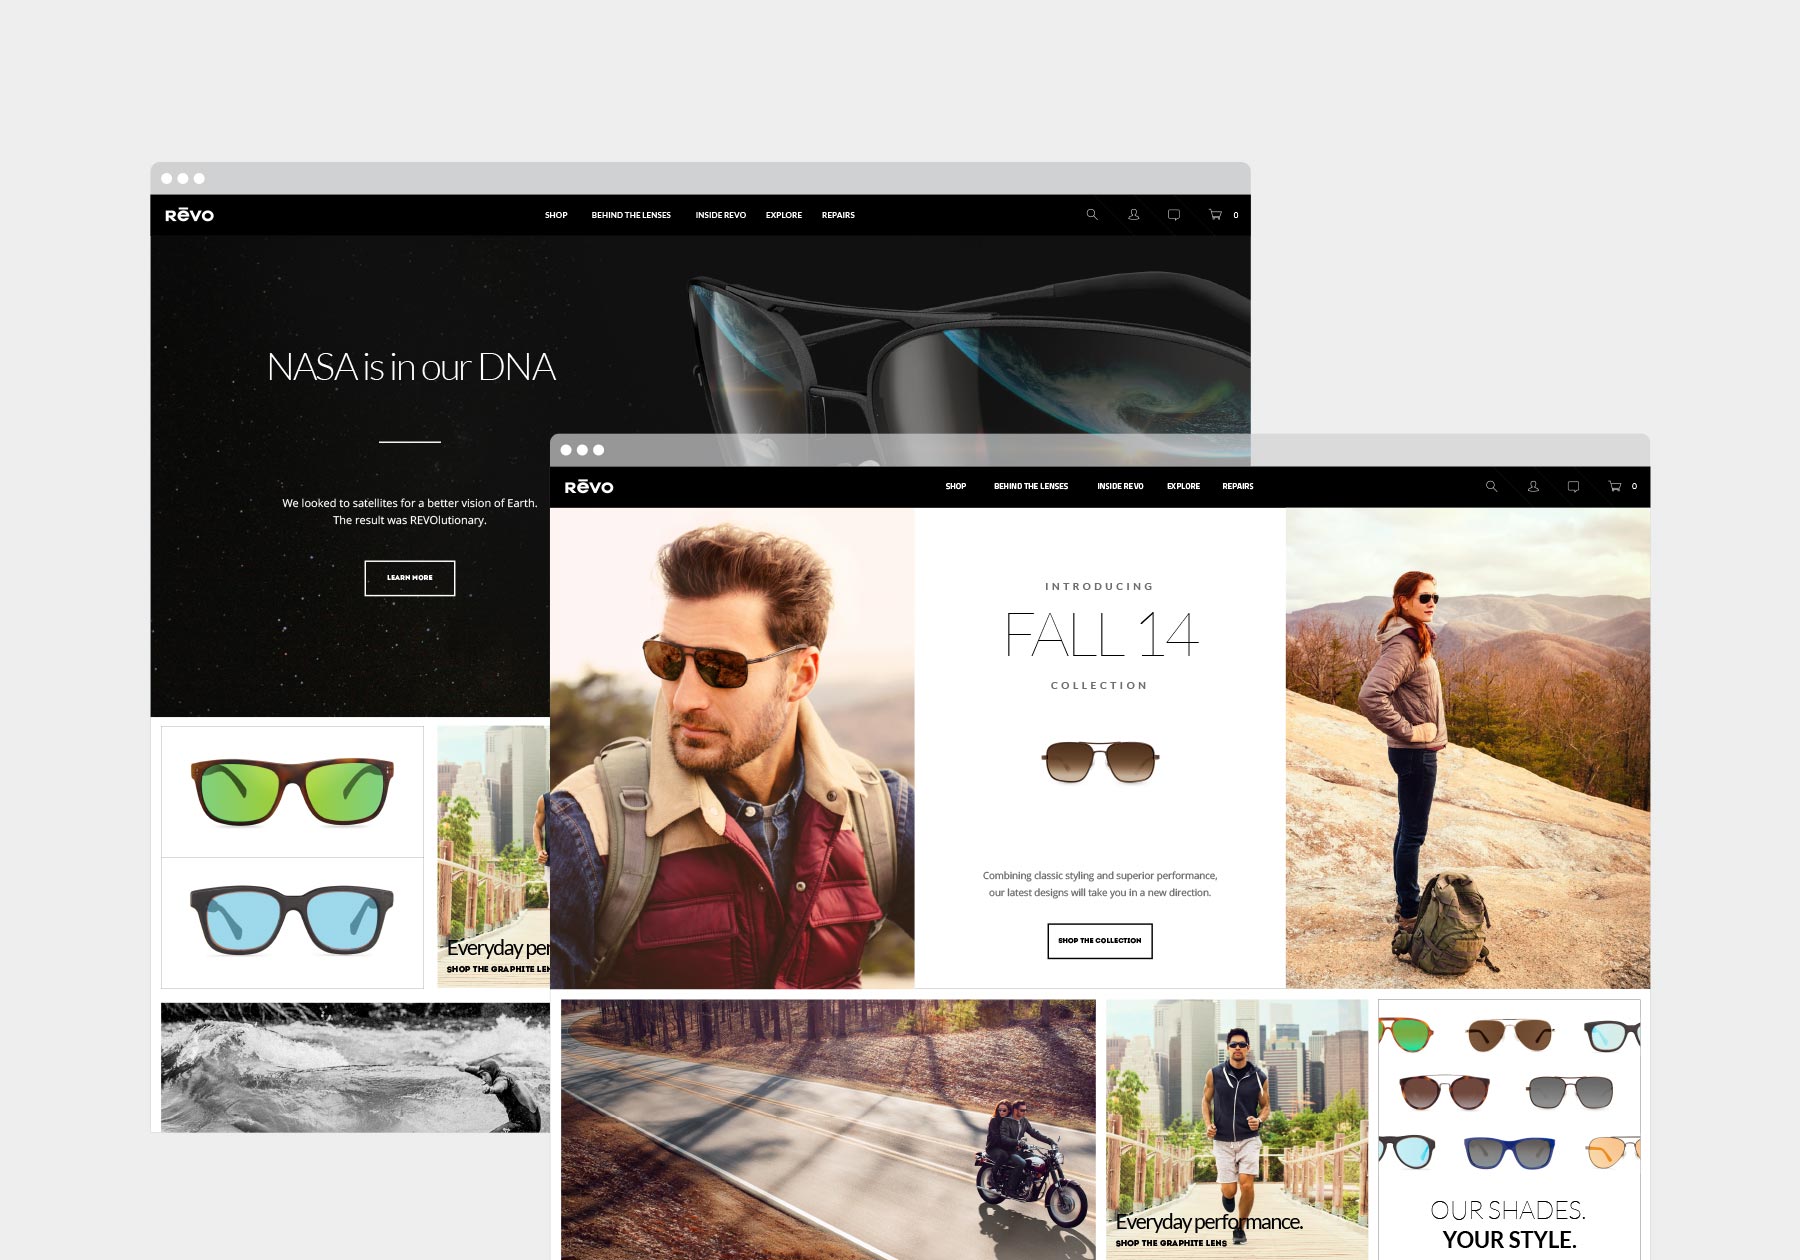 Rēvo
SHOP BEHIND THE LENSES INSIDE REVO EXPLORE REPAIRS 0
NASA is in our DNA
We looked to satellites for a better vision of Earth.
The result was REVOlutionary.
LEARN MORE
Everyday
SHOP THE GRAPHITE
Rēvo
SHOP BEHIND THE LENSES INSIDE REVO EXPLORE REPAIRS 0
INTRODUCING
FALL 14
COLLECTION
Combining classic styling and superior performance,
our latest designs will take you in a new direction.
SHOP THE COLLECTION
Everyday performance.
SHOP THE GRAPHITE LENS
OUR SHADES.
YOUR STYLE.